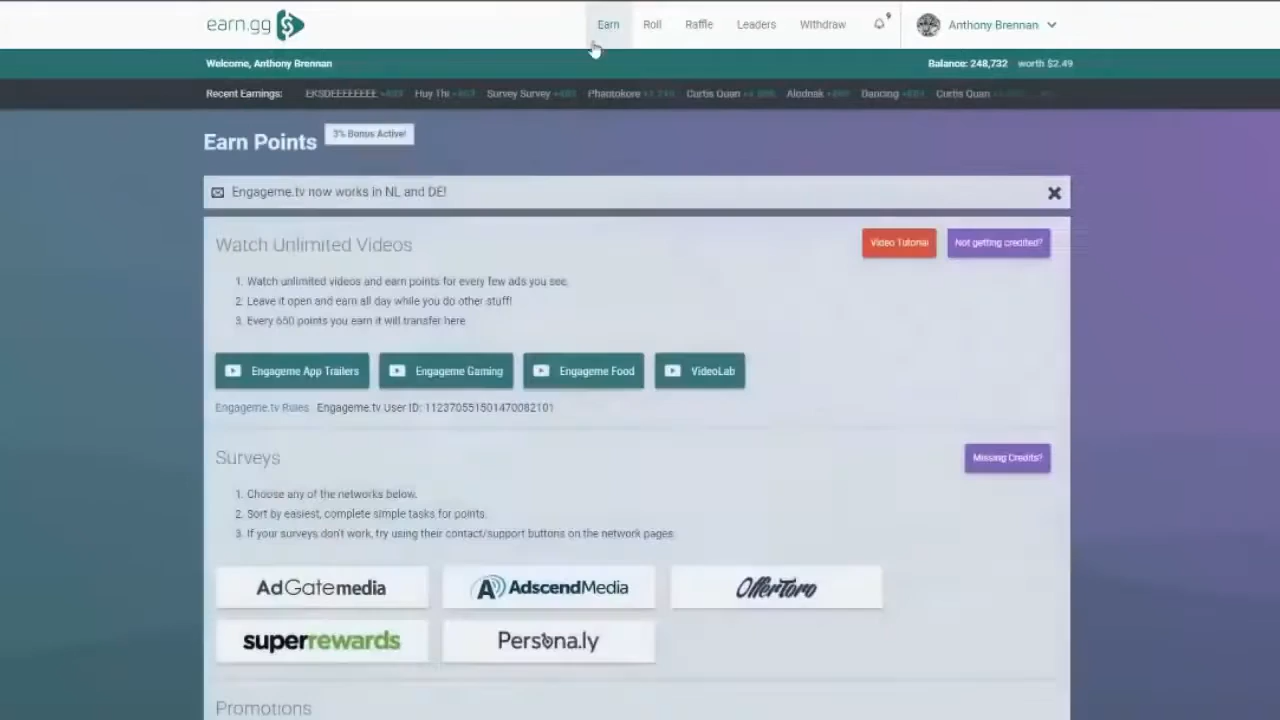 earn.gg
Earn Roll Raffle Leaders Withdraw Anthony Brennan
Welcome, Anthony Brennan Balance: 248,732 worth $2.49
Recent Earnings: EKSDEEEEEEEE Huy Thi Survey Survey Phantokore Curtis Quan Alodnak Dancing Curtis Quan
Earn Points 3% Bonus Active!
Engageme.tv now works in NL and DE!
Watch Unlimited Videos Video Tutorial Not getting credited?
1. Watch unlimited videos and earn points for every few ads you see.
2. Leave it open and earn all day while you do other stuff!
3. Every 650 points you earn it will transfer here
Engageme App Trailers Engageme Gaming Engageme Food VideoLab
Engageme.tv Rules Engageme.tv User ID: 112370551501470082101
Surveys Missing Credits?
1. Choose any of the networks below.
2. Sort by easiest, complete simple tasks for points.
3. If your surveys don't work, try using their contact/support buttons on the network pages.
AdGatemedia AdscendMedia OfferToro
superrewards Persona.ly
Promotions